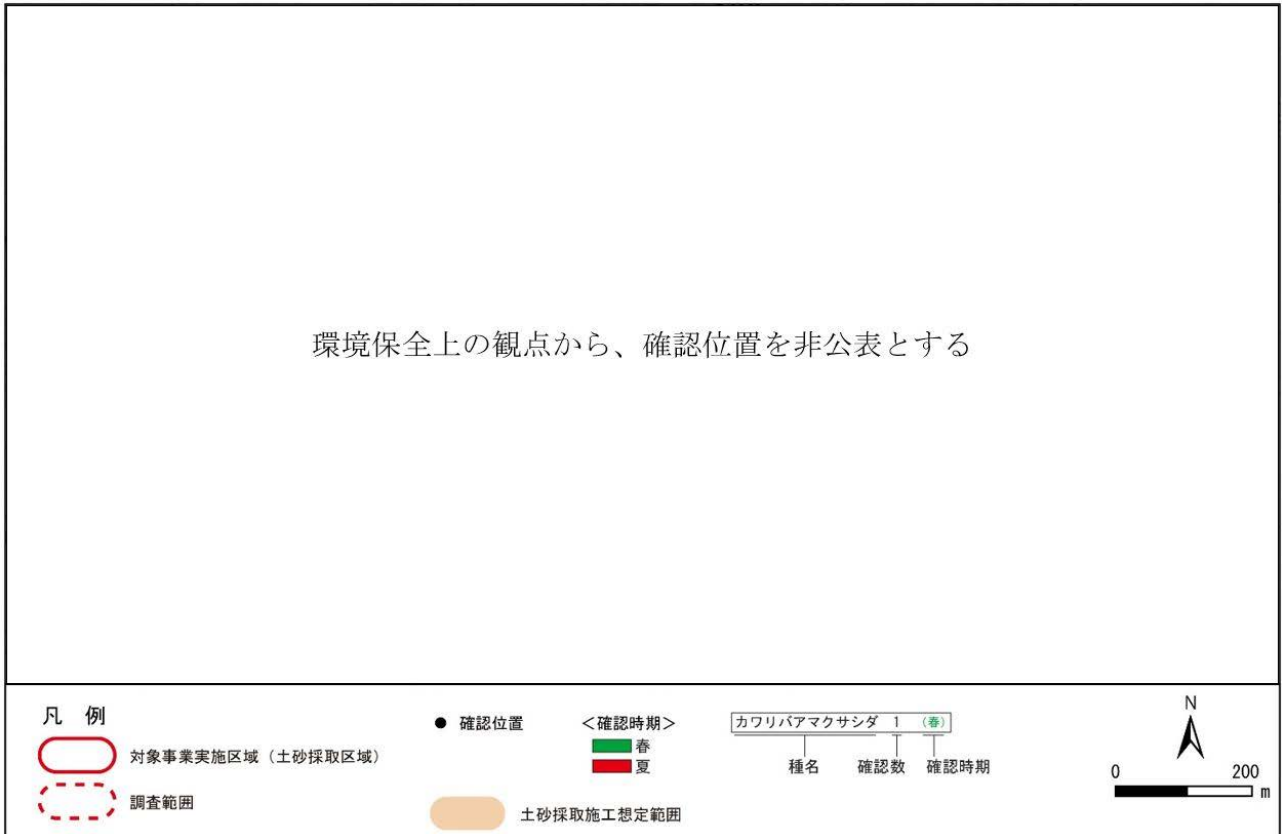 環境保全上の観点から、確認位置を非公表とする
凡 例
対象事業実施区域（土砂採取区域）
調査範囲
● 確認位置
＜確認時期＞
春
夏
土砂採取施工想定範囲
カワリバアマクサシダ 1 (春)
種名 確認数 確認時期
N
0 200
m